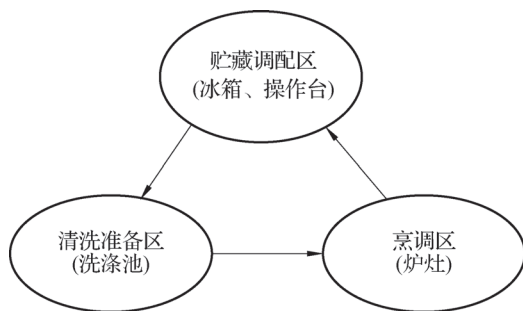 贮藏调配区
(冰箱、操作台)
清洗准备区
(洗涤池)
烹调区
(炉灶)